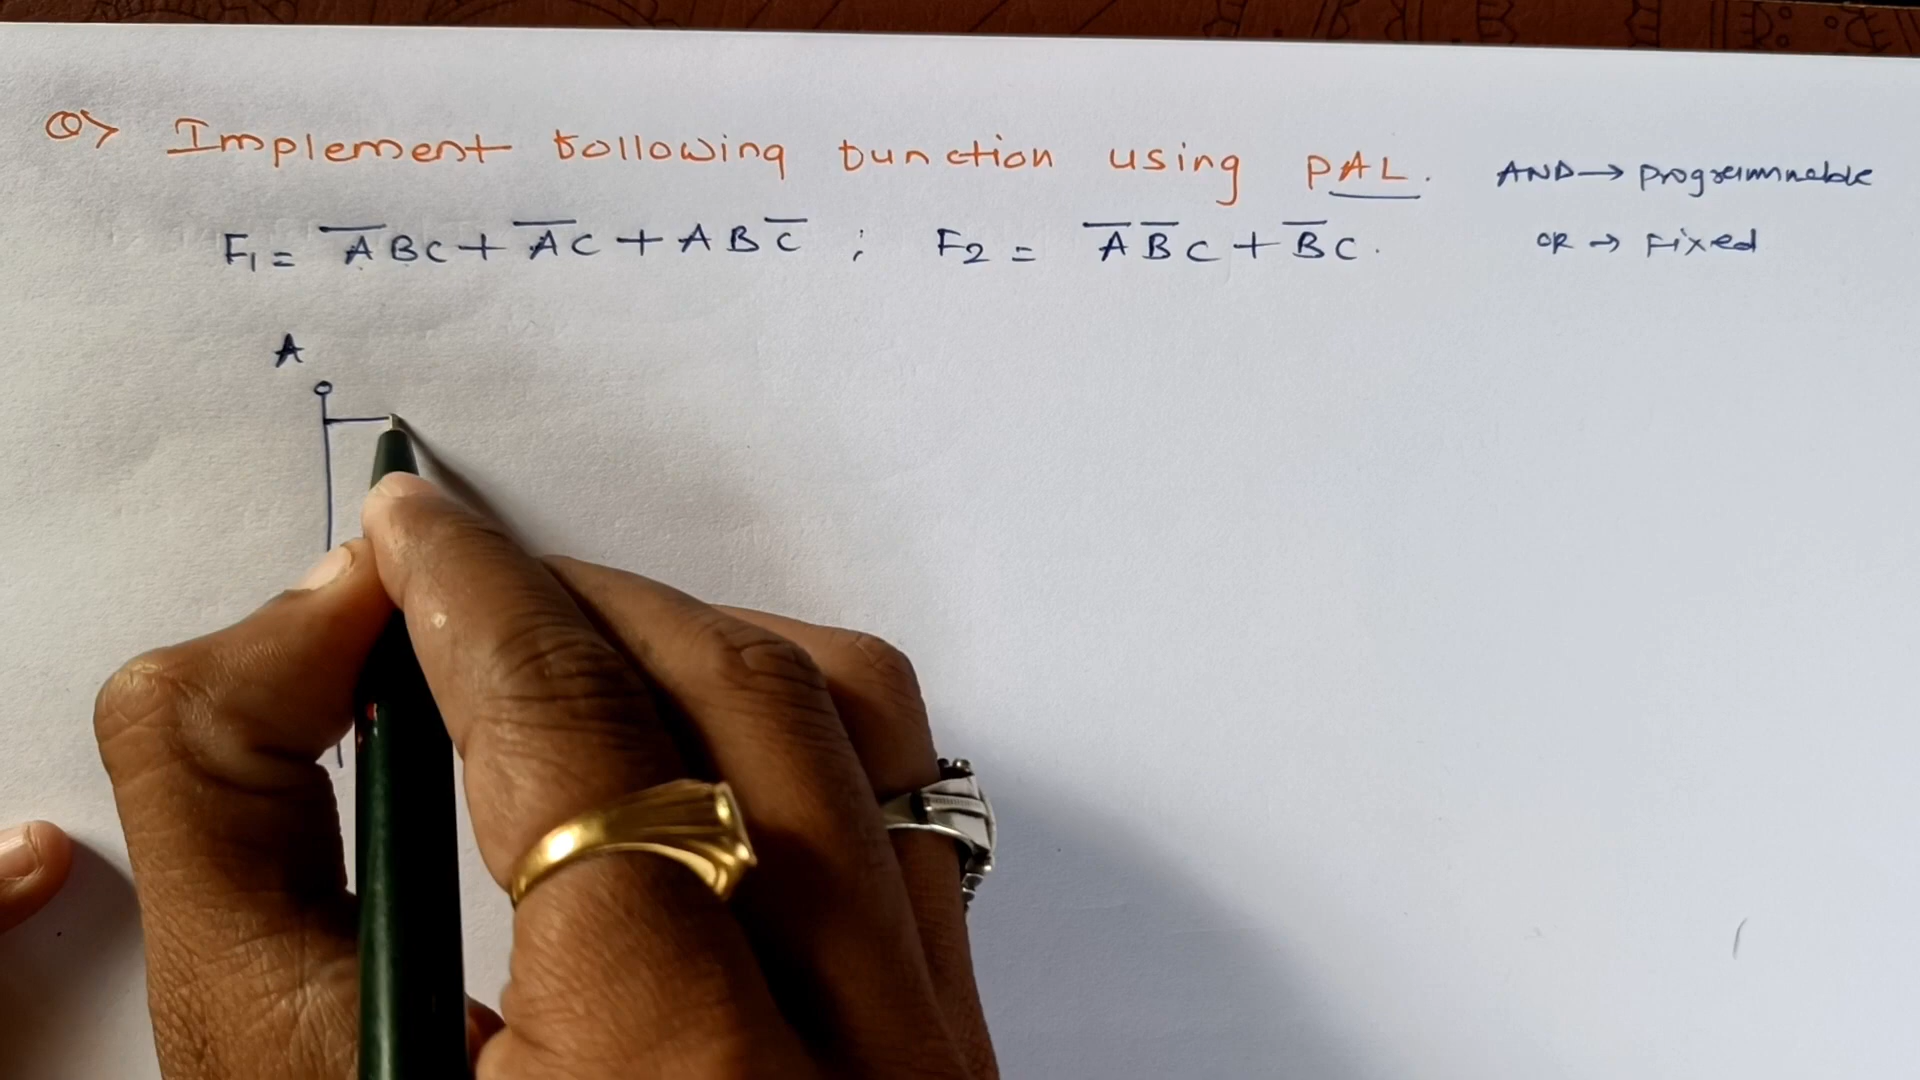 Q> Implement following function using PAL.
AND → programmable
F₁ = A̅BC + A̅C + ABC̅ ; F₂ = A̅B̅C + B̅C.
OR → Fixed
A